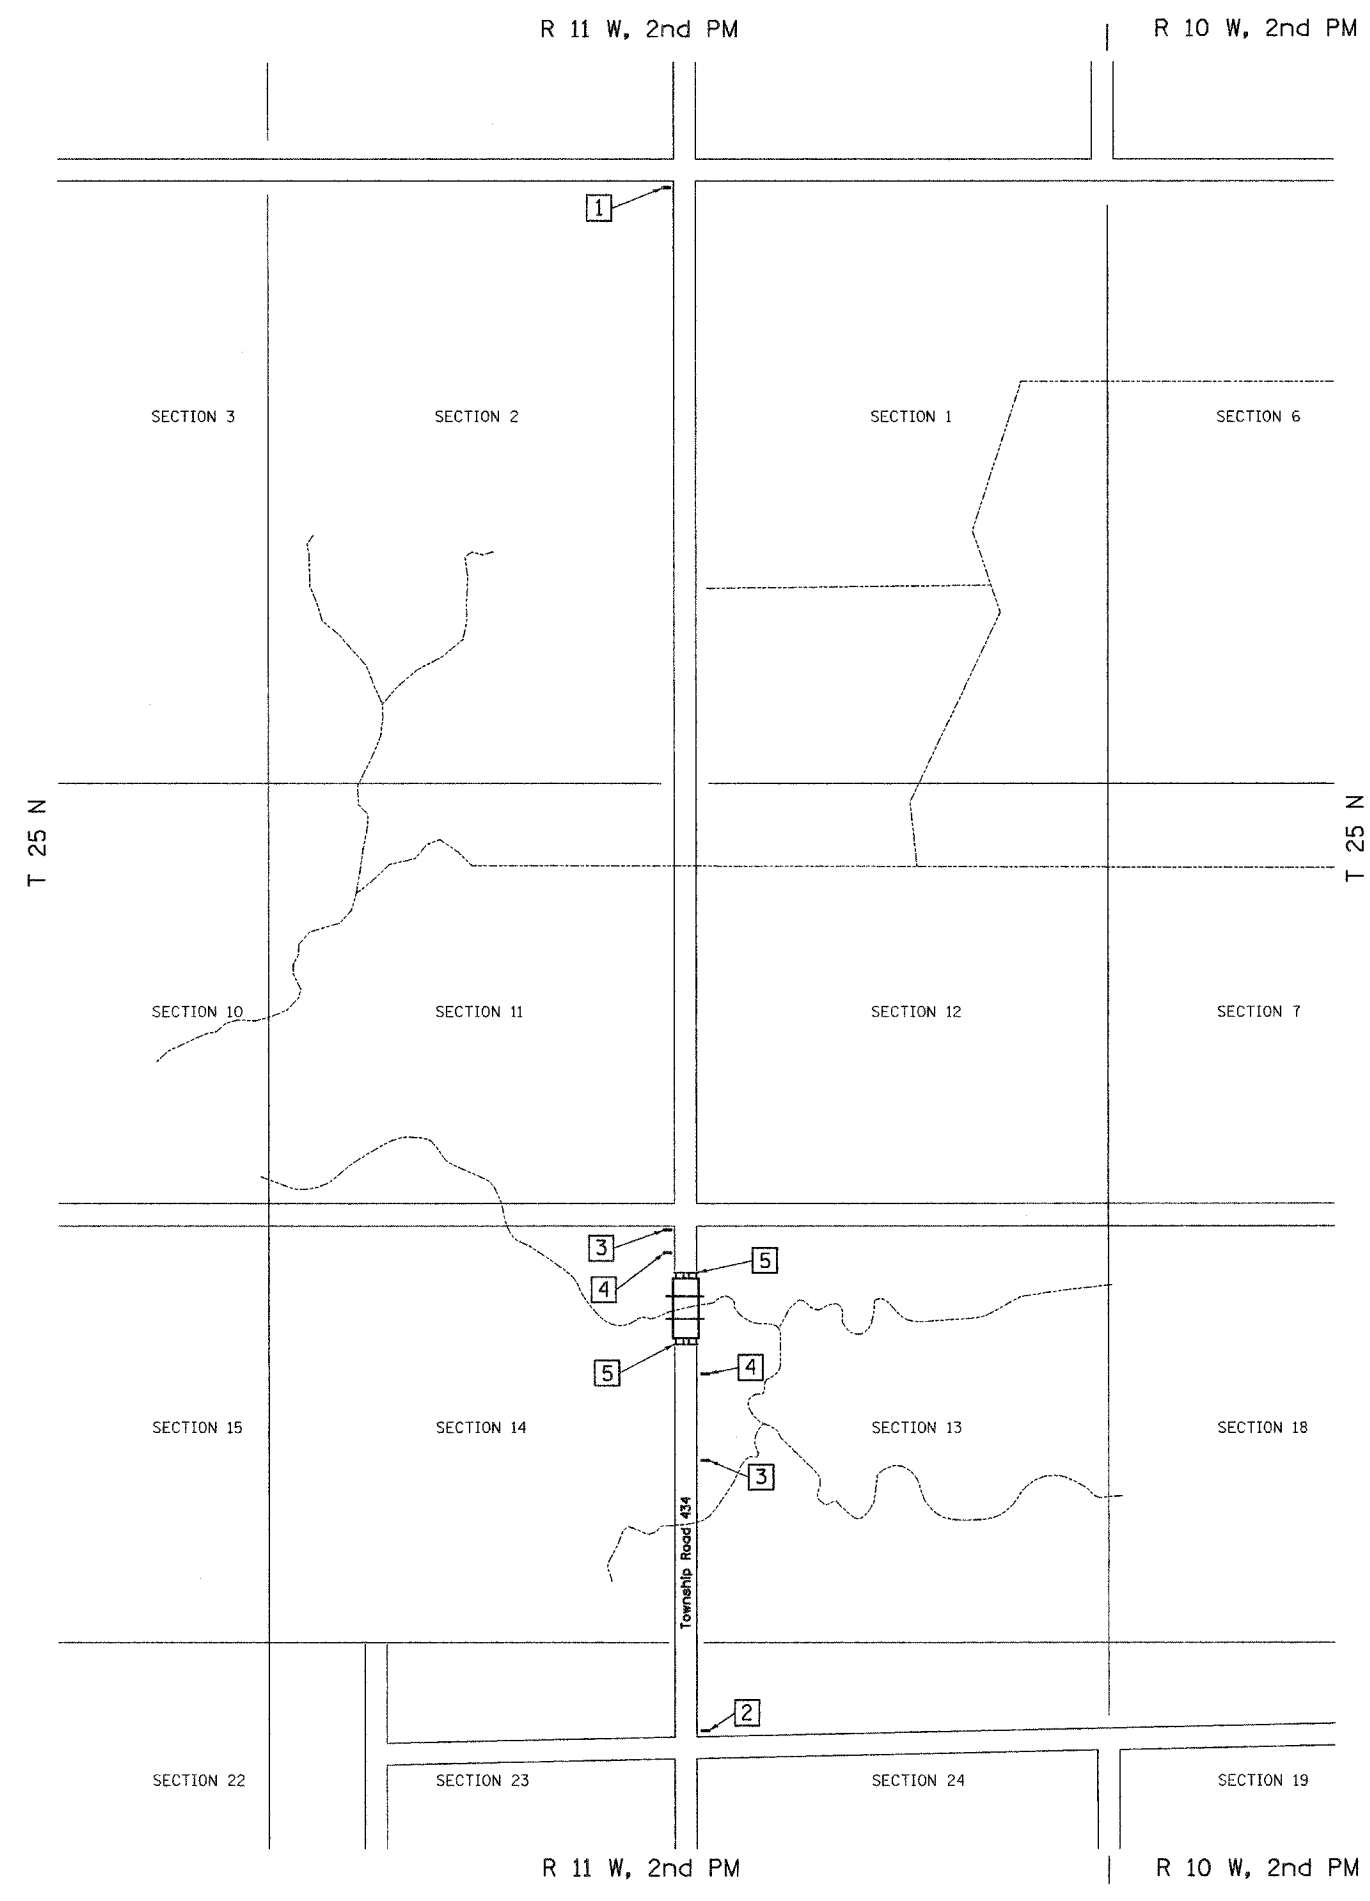 R 11 W, 2nd PM
R 10 W, 2nd PM
1
SECTION 3
SECTION 2
SECTION 1
SECTION 6
T 25 N
T 25 N
SECTION 10
SECTION 11
SECTION 12
SECTION 7
3
5
4
5
4
SECTION 15
SECTION 14
SECTION 13
SECTION 18
3
Township Road 434
2
SECTION 22
SECTION 23
SECTION 24
SECTION 19
R 11 W, 2nd PM
R 10 W, 2nd PM